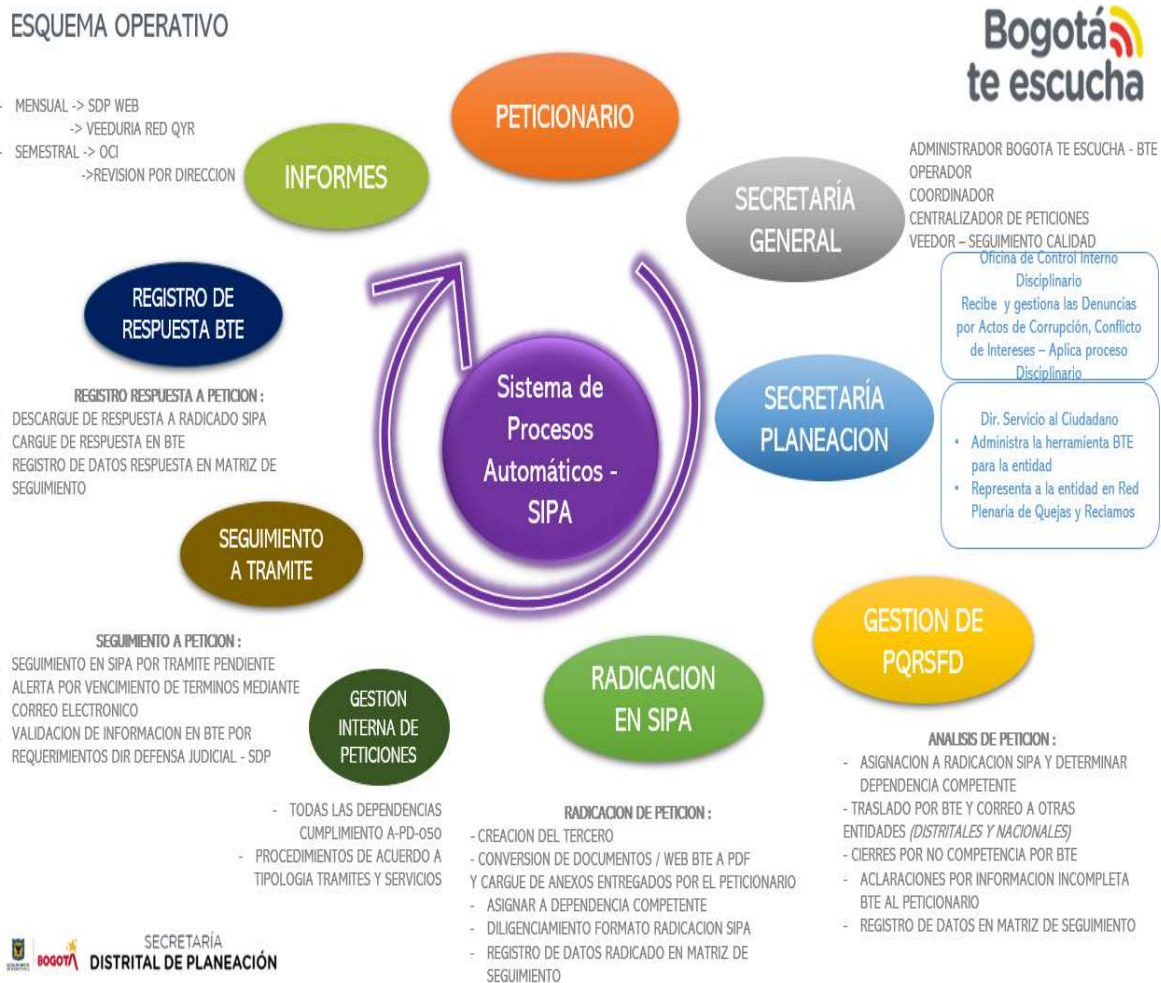 ESQUEMA OPERATIVO
Bogotá
te escucha
PETICIONARIO
- MENSUAL -> SDP WEB
-> VEEDURIA RED QYR
- SEMESTRAL -> OCI
->REVISION POR DIRECCION
INFORMES
SECRETARÍA
GENERAL
ADMINISTRADOR BOGOTA TE ESCUCHA - BTE
OPERADOR
COORDINADOR
CENTRALIZADOR DE PETICIONES
VEEDOR – SEGUIMIENTO CALIDAD
Oficina de Control Interno
Disciplinario
Recibe y gestiona las Denuncias
por Actos de Corrupción, Conflicto
de Intereses – Aplica proceso
Disciplinario
SECRETARÍA
PLANEACION
Dir. Servicio al Ciudadano
• Administra la herramienta BTE
para la entidad
• Representa a la entidad en Red
Plenaria de Quejas y Reclamos
Sistema de
Procesos
Automáticos -
SIPA
REGISTRO DE
RESPUESTA BTE
REGISTRO RESPUESTA A PETICION :
DESCARGUE DE RESPUESTA A RADICADO SIPA
CARGUE DE RESPUESTA EN BTE
REGISTRO DE DATOS RESPUESTA EN MATRIZ DE
SEGUIMIENTO
SEGUIMIENTO
A TRAMITE
SEGUIMIENTO A PETICION :
SEGUIMIENTO EN SIPA POR TRAMITE PENDIENTE
ALERTA POR VENCIMIENTO DE TERMINOS MEDIANTE
CORREO ELECTRONICO
VALIDACION DE INFORMACION EN BTE POR
REQUERIMIENTOS DIR DEFENSA JUDICIAL - SDP
GESTION
INTERNA DE
PETICIONES
- TODAS LAS DEPENDENCIAS
CUMPLIMIENTO A-PD-050
- PROCEDIMIENTOS DE ACUERDO A
TIPOLOGIA TRAMITES Y SERVICIOS
RADICACION
EN SIPA
RADICACION DE PETICION :
- CREACION DEL TERCERO
- CONVERSION DE DOCUMENTOS / WEB BTE A PDF
Y CARGUE DE ANEXOS ENTREGADOS POR EL PETICIONARIO
- ASIGNAR A DEPENDENCIA COMPETENTE
- DILIGENCIAMIENTO FORMATO RADICACION SIPA
- REGISTRO DE DATOS RADICADO EN MATRIZ DE
SEGUIMIENTO
GESTION DE
PQRSFD
ANALISIS DE PETICION :
- ASIGNACION A RADICACION SIPA Y DETERMINAR
DEPENDENCIA COMPETENTE
- TRASLADO POR BTE Y CORREO A OTRAS
ENTIDADES (DISTRITALES Y NACIONALES)
- CIERRES POR NO COMPETENCIA POR BTE
- ACLARACIONES POR INFORMACION INCOMPLETA
BTE AL PETICIONARIO
- REGISTRO DE DATOS EN MATRIZ DE SEGUIMIENTO
BOGOTÁ
SECRETARÍA
DISTRITAL DE PLANEACIÓN